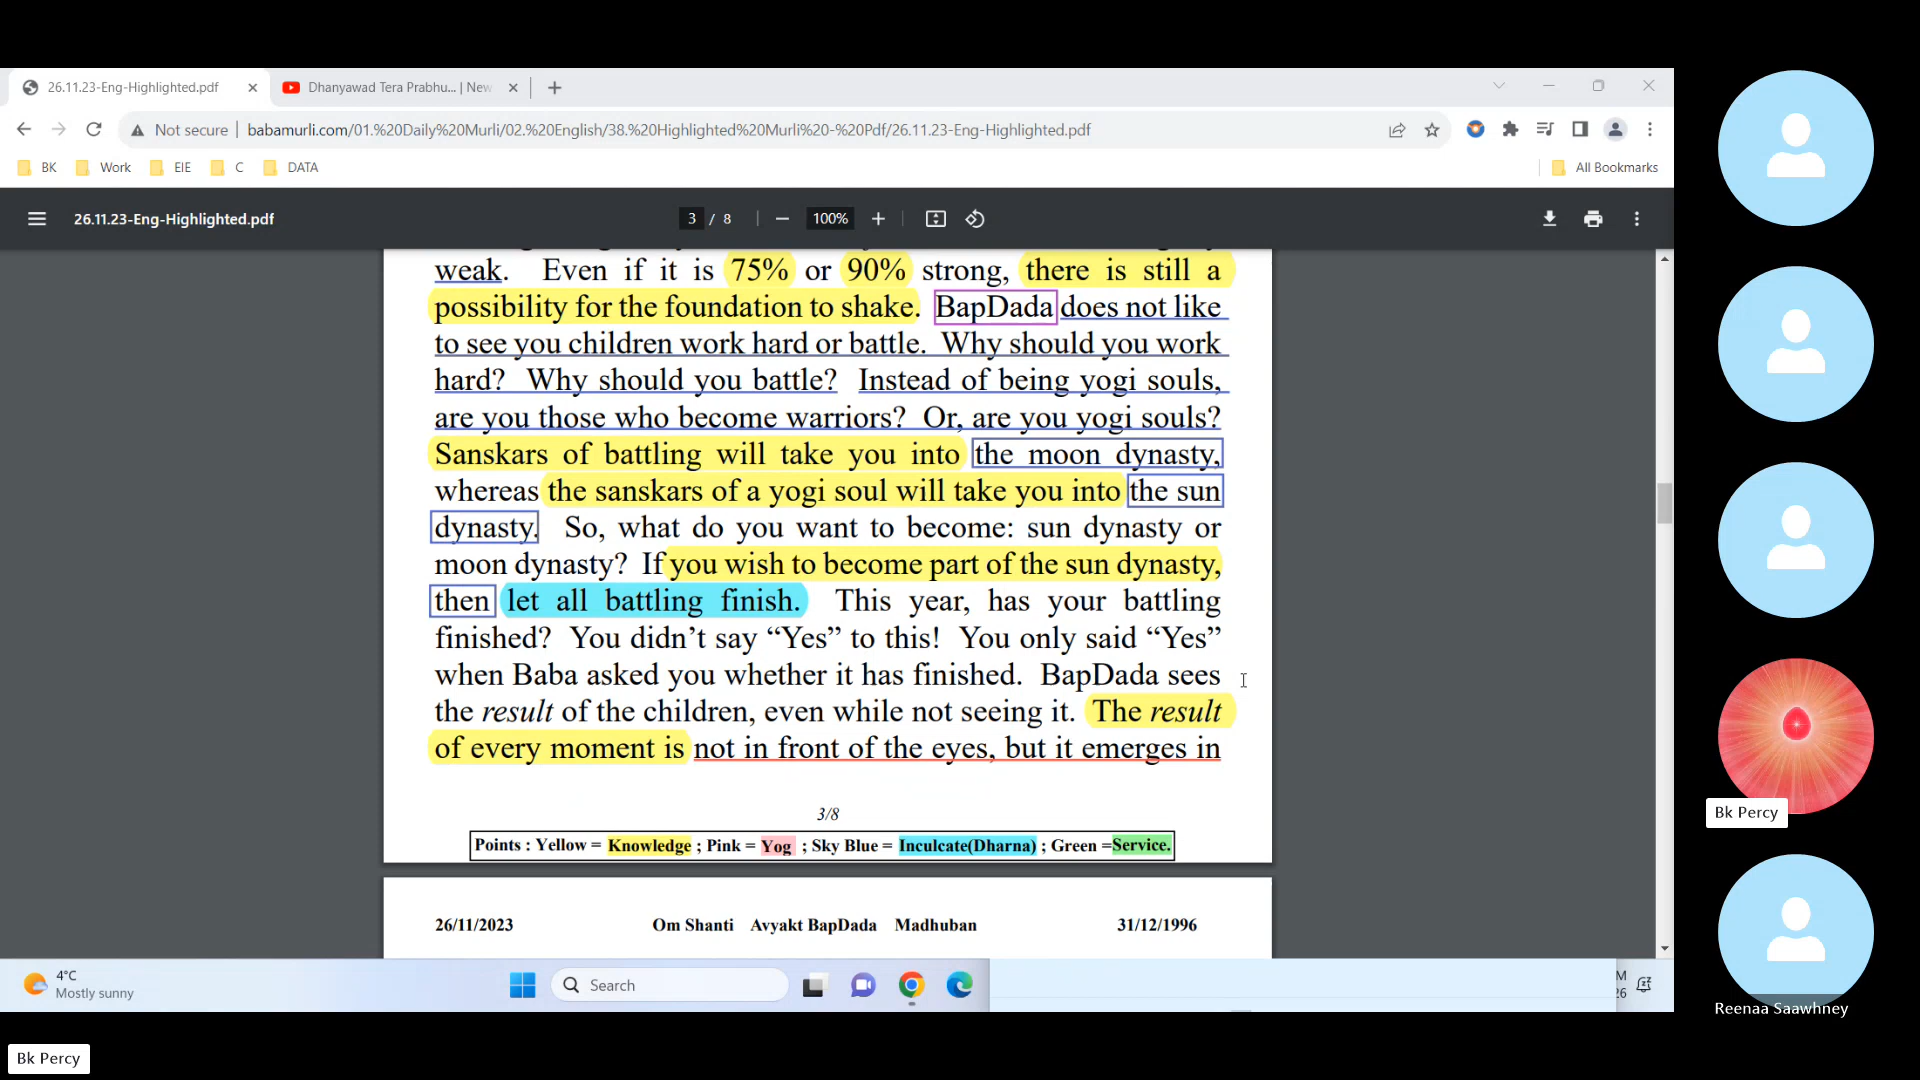 26.11.23-Eng-Highlighted.pdf
Dhanyawad Tera Prabhu... | New
Not secure
babamurli.com/01.%20Daily%20Murli/02.%20English/38.%20Highlighted%20Murli%20-%20Pdf/26.11.23-Eng-Highlighted.pdf
BK Work EIE C DATA All Bookmarks
26.11.23-Eng-Highlighted.pdf 3 / 8 100%
weak. Even if it is 75% or 90% strong, there is still a
possibility for the foundation to shake. BapDada does not like
to see you children work hard or battle. Why should you work
hard? Why should you battle? Instead of being yogi souls,
are you those who become warriors? Or, are you yogi souls?
Sanskars of battling will take you into the moon dynasty,
whereas the sanskars of a yogi soul will take you into the sun
dynasty. So, what do you want to become: sun dynasty or
moon dynasty? If you wish to become part of the sun dynasty,
then let all battling finish. This year, has your battling
finished? You didn't say “Yes” to this! You only said “Yes”
when Baba asked you whether it has finished. BapDada sees
the result of the children, even while not seeing it. The result
of every moment is not in front of the eyes, but it emerges in
3/8
Points : Yellow = Knowledge ; Pink = Yog ; Sky Blue = Inculcate(Dharna) ; Green =Service.
26/11/2023 Om Shanti Avyakt BapDada Madhuban 31/12/1996
4°C
Mostly sunny
Search
M
26
Bk Percy
Reenaa Saawhney
Bk Percy